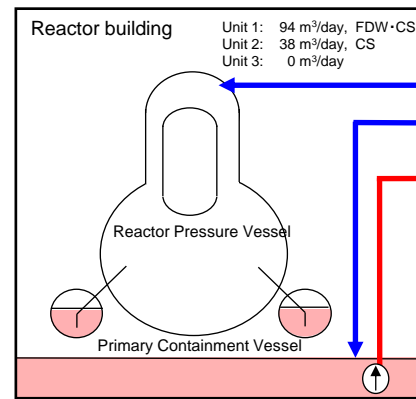 Reactor building
Unit 1: 94 m³/day, FDW・CS
Unit 2: 38 m³/day, CS
Unit 3: 0 m³/day
Reactor Pressure Vessel
Primary Containment Vessel